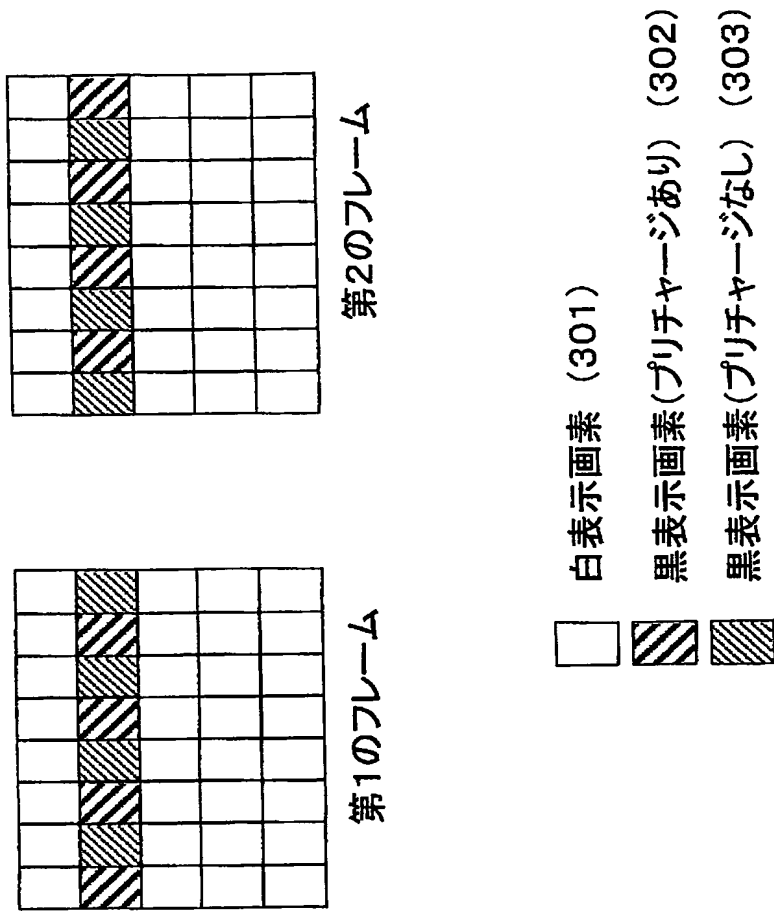 第1のフレーム
第2のフレーム
白表示画素 (301)
黒表示画素(プリチャージあり) (302)
黒表示画素(プリチャージなし) (303)